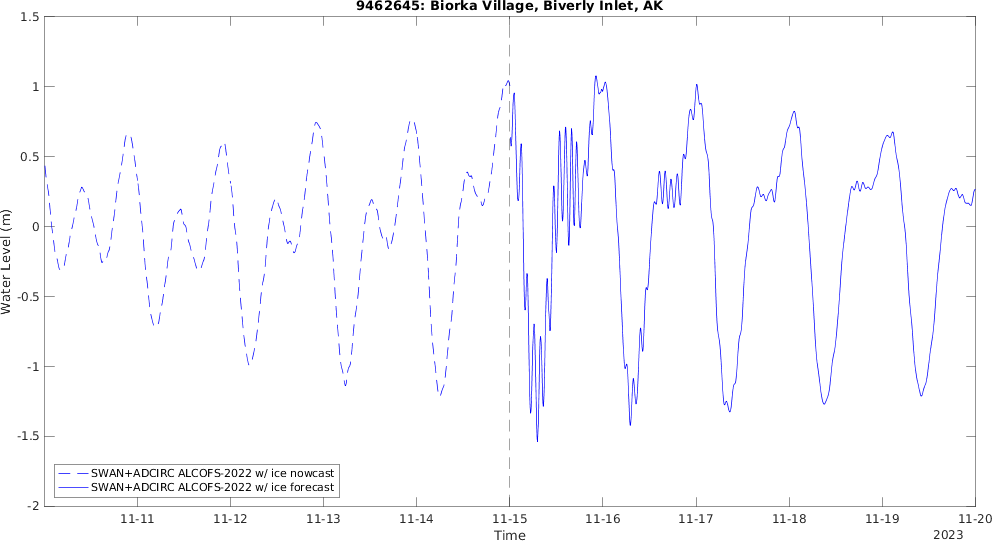 9462645: Biorka Village, Biverly Inlet, AK
Water Level (m)
1.5
1
0.5
0
-0.5
-1
-1.5
-2
SWAN+ADCIRC ALCOFS-2022 w/ ice nowcast
SWAN+ADCIRC ALCOFS-2022 w/ ice forecast
11-11 11-12 11-13 11-14 11-15 11-16 11-17 11-18 11-19 11-20
Time
2023